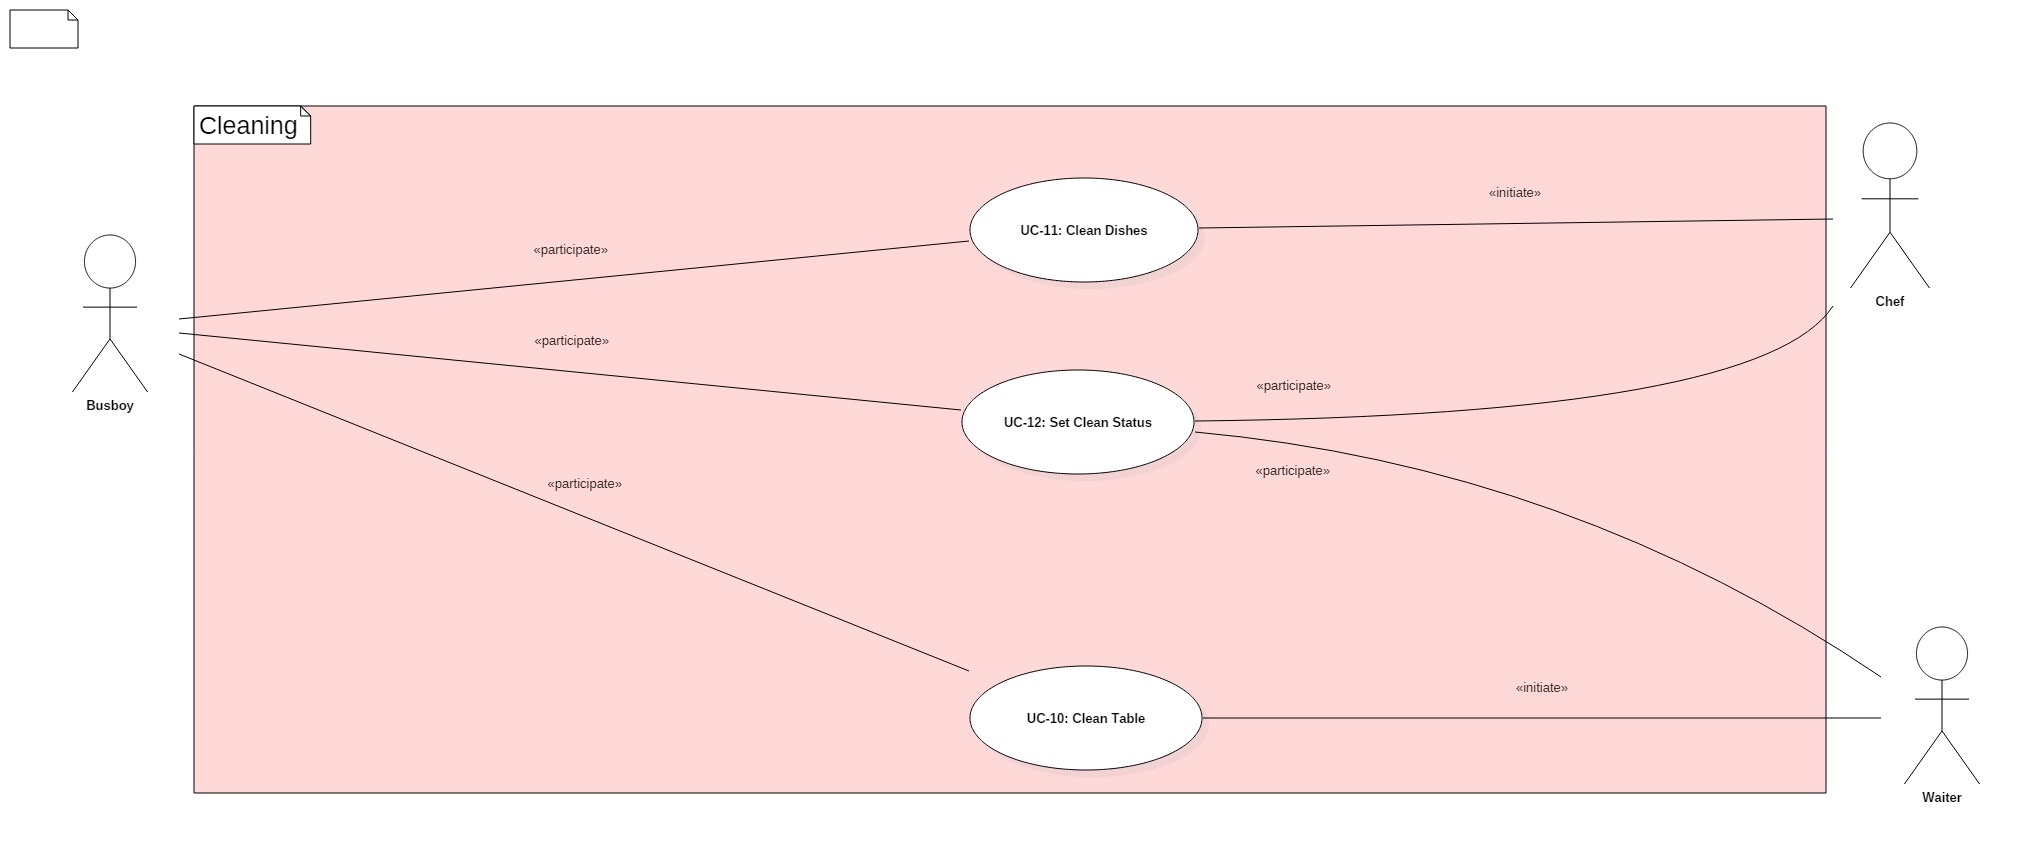 Cleaning
«initiate»
UC-11: Clean Dishes
«participate»
Chef
«participate»
«participate»
Busboy
UC-12: Set Clean Status
«participate»
«participate»
«initiate»
UC-10: Clean Table
Waiter